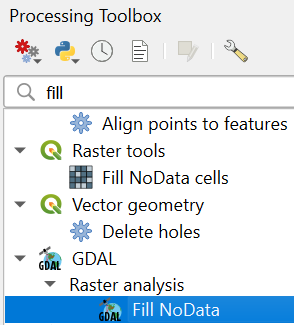 Processing Toolbox
fill
Align points to features
Raster tools
Fill NoData cells
Vector geometry
Delete holes
GDAL
GDAL
Raster analysis
GDAL
Fill NoData